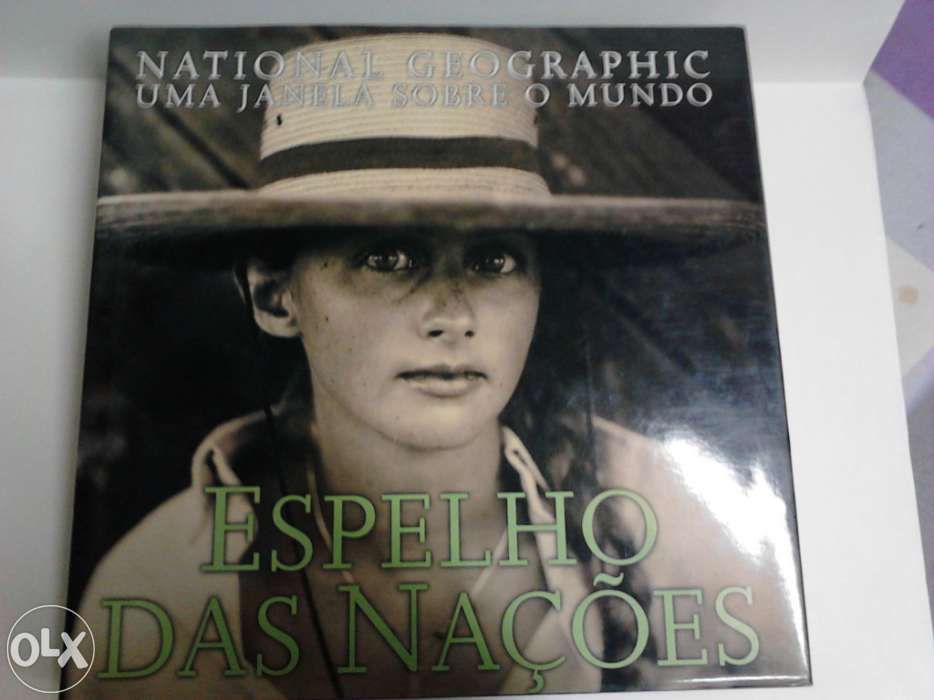 NATIONAL GEOGRAPHIC
UMA JANELA SOBRE O MUNDO
ESPELHO
DAS NAÇÕES
OLX